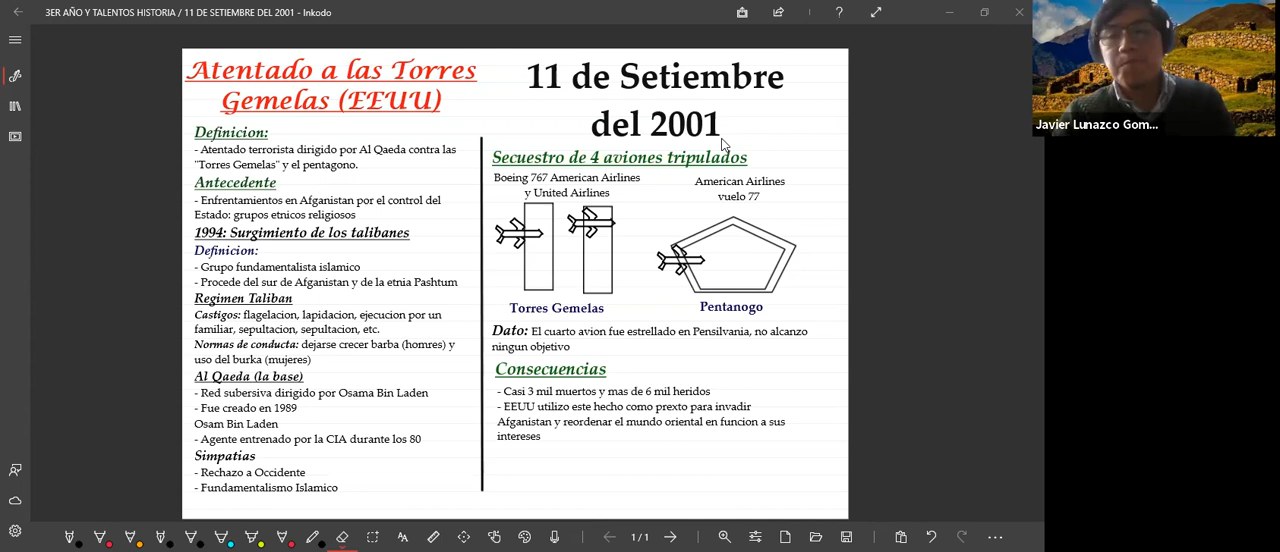 3ER AÑO Y TALENTOS HISTORIA / 11 DE SETIEMBRE DEL 2001 - Inkodo
Javier Lunazco Gom...
Atentado a las Torres
Gemelas (EEUU)
Definicion:
- Atentado terrorista dirigido por Al Qaeda contra las
"Torres Gemelas" y el pentagono.
Antecedente
- Enfrentamientos en Afganistan por el control del
Estado: grupos etnicos religiosos
1994: Surgimiento de los talibanes
Definicion:
- Grupo fundamentalista islamico
- Procede del sur de Afganistan y de la etnia Pashtum
Regimen Taliban
Castigos: flagelacion, lapidacion, ejecucion por un
familiar, sepultacion, sepultacion, etc.
Normas de conducta: dejarse crecer barba (homres) y
uso del burka (mujeres)
Al Qaeda (la base)
- Red subersiva dirigido por Osama Bin Laden
- Fue creado en 1989
Osam Bin Laden
- Agente entrenado por la CIA durante los 80
Simpatias
- Rechazo a Occidente
- Fundamentalismo Islamico
11 de Setiembre
del 2001
Secuestro de 4 aviones tripulados
Boeing 767 American Airlines
y United Airlines
American Airlines
vuelo 77
Torres Gemelas
Pentanogo
Dato: El cuarto avion fue estrellado en Pensilvania, no alcanzo
ningun objetivo
Consecuencias
- Casi 3 mil muertos y mas de 6 mil heridos
- EEUU utilizo este hecho como prexto para invadir
Afganistan y reordenar el mundo oriental en funcion a sus
intereses
1/1